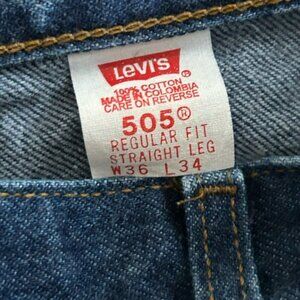 LEVI'S ®
100% COTTON
MADE IN COLOMBIA
CARE ON REVERSE
505®
REGULAR FIT
STRAIGHT LEG
W36 L34